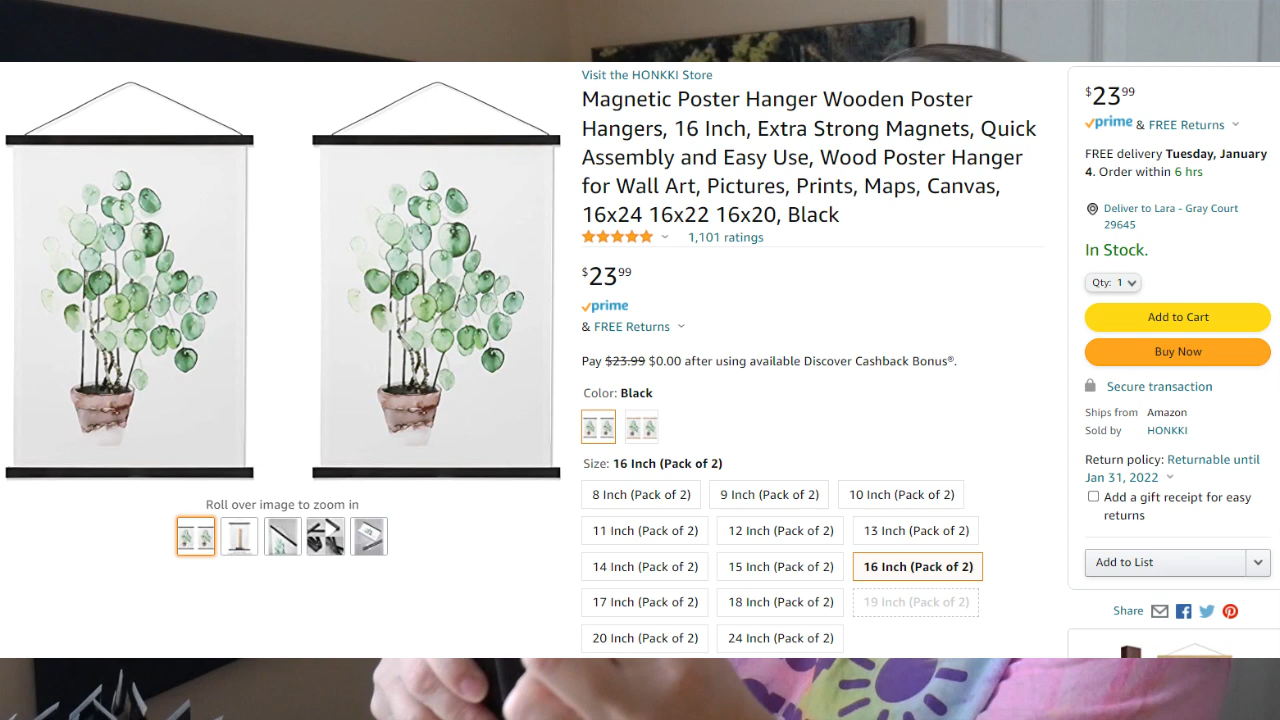 Visit the HONKKI Store
Magnetic Poster Hanger Wooden Poster
Hangers, 16 Inch, Extra Strong Magnets, Quick
Assembly and Easy Use, Wood Poster Hanger
for Wall Art, Pictures, Prints, Maps, Canvas,
16x24 16x22 16x20, Black
1,101 ratings
$23 99
prime
& FREE Returns
Pay $23.99 $0.00 after using available Discover Cashback Bonus®.
Color: Black
Size: 16 Inch (Pack of 2)
8 Inch (Pack of 2) 9 Inch (Pack of 2) 10 Inch (Pack of 2)
11 Inch (Pack of 2) 12 Inch (Pack of 2) 13 Inch (Pack of 2)
14 Inch (Pack of 2) 15 Inch (Pack of 2) 16 Inch (Pack of 2)
17 Inch (Pack of 2) 18 Inch (Pack of 2) 19 Inch (Pack of 2)
20 Inch (Pack of 2) 24 Inch (Pack of 2)
Roll over image to zoom in
$23 99
prime & FREE Returns
FREE delivery Tuesday, January
4. Order within 6 hrs
Deliver to Lara - Gray Court
29645
In Stock.
Qty: 1
Add to Cart
Buy Now
Secure transaction
Ships from Amazon
Sold by HONKKI
Return policy: Returnable until
Jan 31, 2022
Add a gift receipt for easy
returns
Add to List
Share